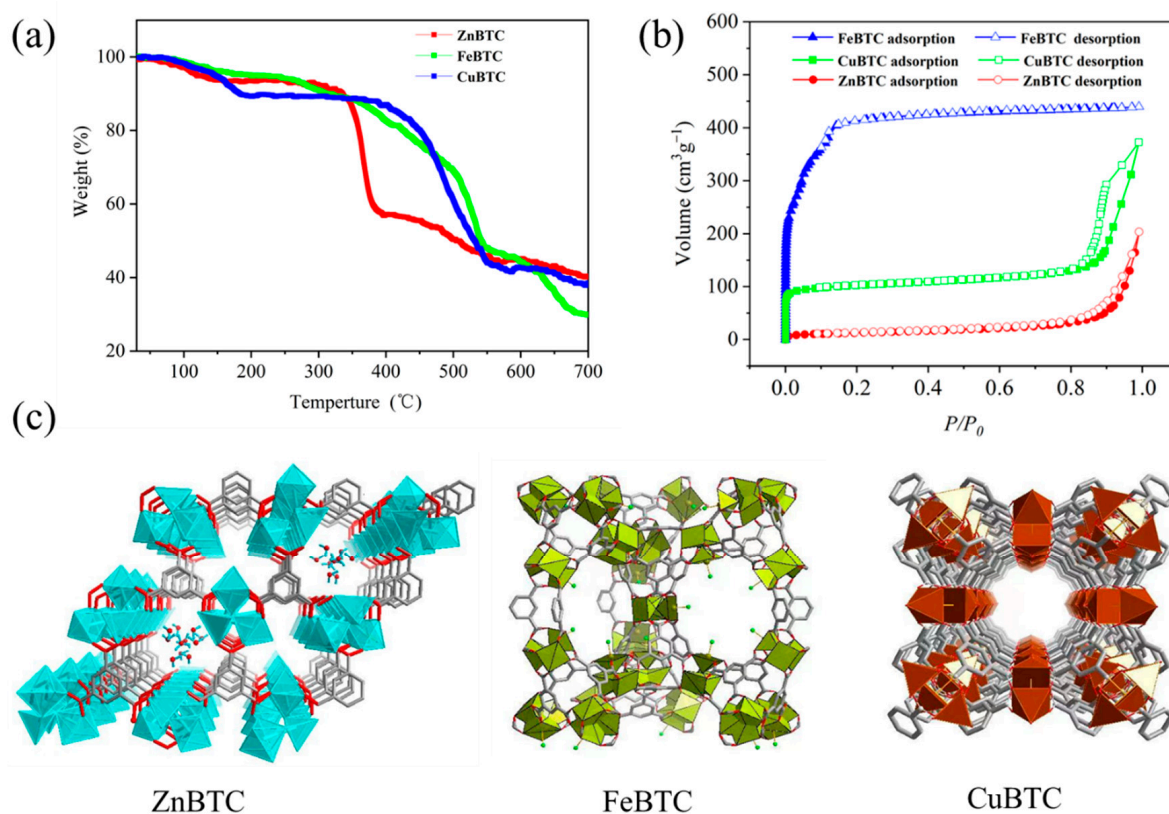 (a)
ZnBTC
FeBTC
CuBTC
100
80
60
40
20
Weight (%)
100 200 300 400 500 600 700
Temperture (℃)
(b)
FeBTC adsorption FeBTC desorption
CuBTC adsorption CuBTC desorption
ZnBTC adsorption ZnBTC desorption
600
500
400
300
200
100
0
Volume (cm³g⁻¹)
0.0 0.2 0.4 0.6 0.8 1.0
P/P₀
(c)
ZnBTC FeBTC CuBTC